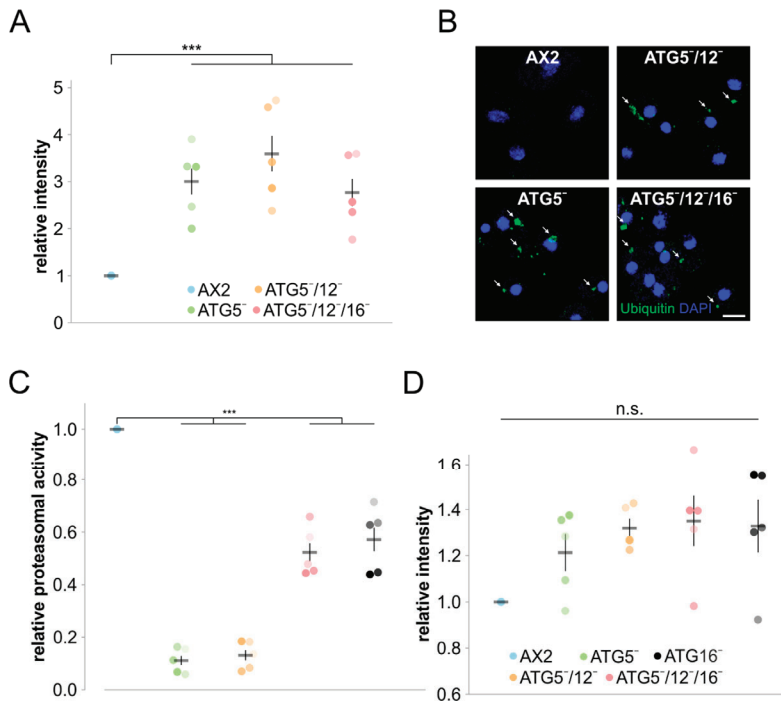 A
***
relative intensity
5
4
3
2
1
0
AX2
ATG5⁻/12⁻
ATG5⁻
ATG5⁻/12⁻/16⁻
B
AX2
ATG5⁻/12⁻
ATG5⁻
ATG5⁻/12⁻/16⁻
Ubiquitin DAPI
C
***
relative proteasomal activity
1.0
0.8
0.6
0.4
0.2
0.0
D
n.s.
relative intensity
1.6
1.4
1.2
1.0
0.8
0.6
AX2
ATG5⁻
ATG16⁻
ATG5⁻/12⁻
ATG5⁻/12⁻/16⁻